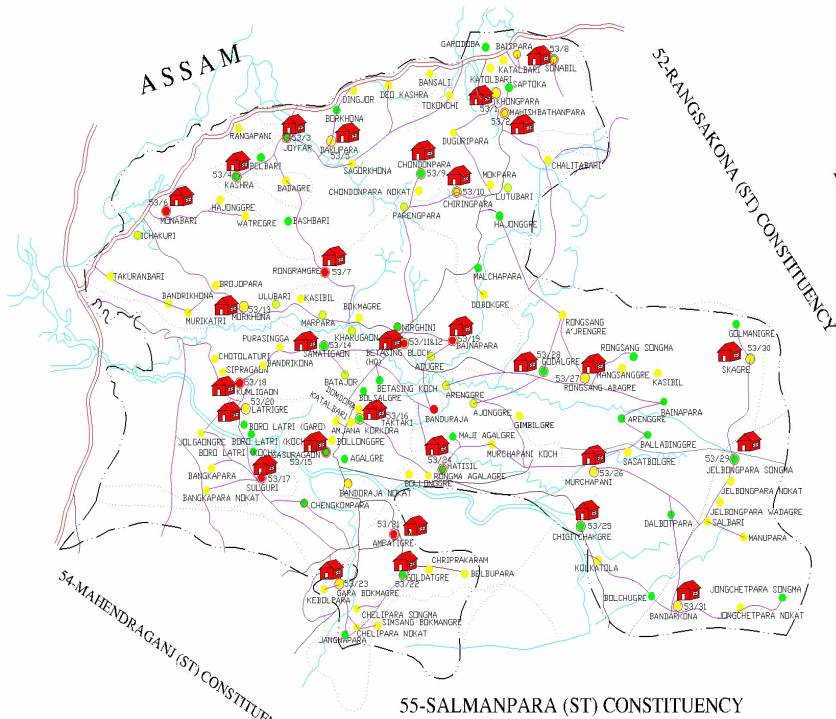 GARODOBA
BAISPARA
53/8
KATALBARI
SONABIL
KATOLBARI
SAPTOKA
ASSAM
52-RANGSAKONA (ST) CONSTITUENCY
BANSALI
DEO KASHRA
DINGJOR
TOKONCHI
KHONGPARA
53/1
MAHISHBATHANPARA
53/2
BORKHONA
RANGAPANI
53/3
JOYFAR
DAKUPARA
53/5
DUGURIPARA
BELBARI
SAGORKHONA
CHONDONPARA
53/9
CHALITABARI
53/4
KASHRA
BADAGRE
CHONDONPARA NOKAT
MOKPARA
53/10
CHIRINGPARA
LUTUBARI
53/6
MONABARI
HAJONGGRE
WATREGRE
BASHBARI
PARENGPARA
HAJONGGRE
ICHAKURI
RONGRAMGRE
53/7
MALCHAPARA
TAKURANBARI
BROJOPARA
BANDRIKHONA
ULUBARI
KASIBIL
DOBOKGRE
MURIKATRI
53/13
MORKHONA
MARPARA
BOKMAGRE
RONGSANG
A'JRENGRE
GOLMANIGRE
NIRGHINI
KHARUGAON
PURASINGGA
53/14
SAMATIGAON
53/11&12
BETASING BLOCK
(HQ)
53/19
BAINAPARA
53/30
SKAGRE
CHOTOLATURI
SIPRAGAON
BANDRIKONA
ADUGRE
53/28
GODALGRE
RONGSANG SONGMA
MANGSANGGRE
KASIBIL
53/27
RONGSANG ABAGRE
53/18
KUMLIGAON
BATAJOR
BETASING KOCH
BOLSALGRE
ARENGGRE
DOMDOMA
KATALBARI
53/20
LATRIGRE
53/16
TAKTAKI
BANDURAJA
AJONGGRE
BAINAPARA
GIMBILGRE
ARENGGRE
BORO LATRI (GARO)
AMJANA KORKORA
BALLADINGGRE
JOLGAONGRE
BORO LATRI (KOCH)
BOLLONGGRE
MAJI AGALGRE
MURCHAPANI KOCH
SASATBOLGRE
53/29
JELBONGPARA SONGMA
53/15
AGALGRE
53/24
HATISIL
BANGKAPARA
53/17
SULGURI
RONGMA AGALAGRE
BOLLONGGRE
53/26
MURCHAPANI
JELBONGPARA NOKAT
BANGKAPARA NOKAT
BANDORAJA NOKAT
JELBONGPARA WADAGRE
CHENGKOMPARA
53/25
CHIGITCHAKGRE
DALBOTPARA
SALBARI
MANUPARA
53/21
AMPATIGRE
KOLKATOLA
CHRIPRAKARAM
BELBUPARA
53/22
GOLDATGRE
53/23
GARA BOKMAGRE
KEBOLPARA
BOLCHUGRE
JONGCHETPARA SONGMA
53/31
BANDARKONA
JONGCHETPARA NOKAT
CHELIPARA SONGMA
SIMSANG BOKMANGRE
JANGNAPARA
CHELIPARA NOKAT
54-MAHENDRAGANJ (ST) CONSTITUEN
55-SALMANPARA (ST) CONSTITUENCY